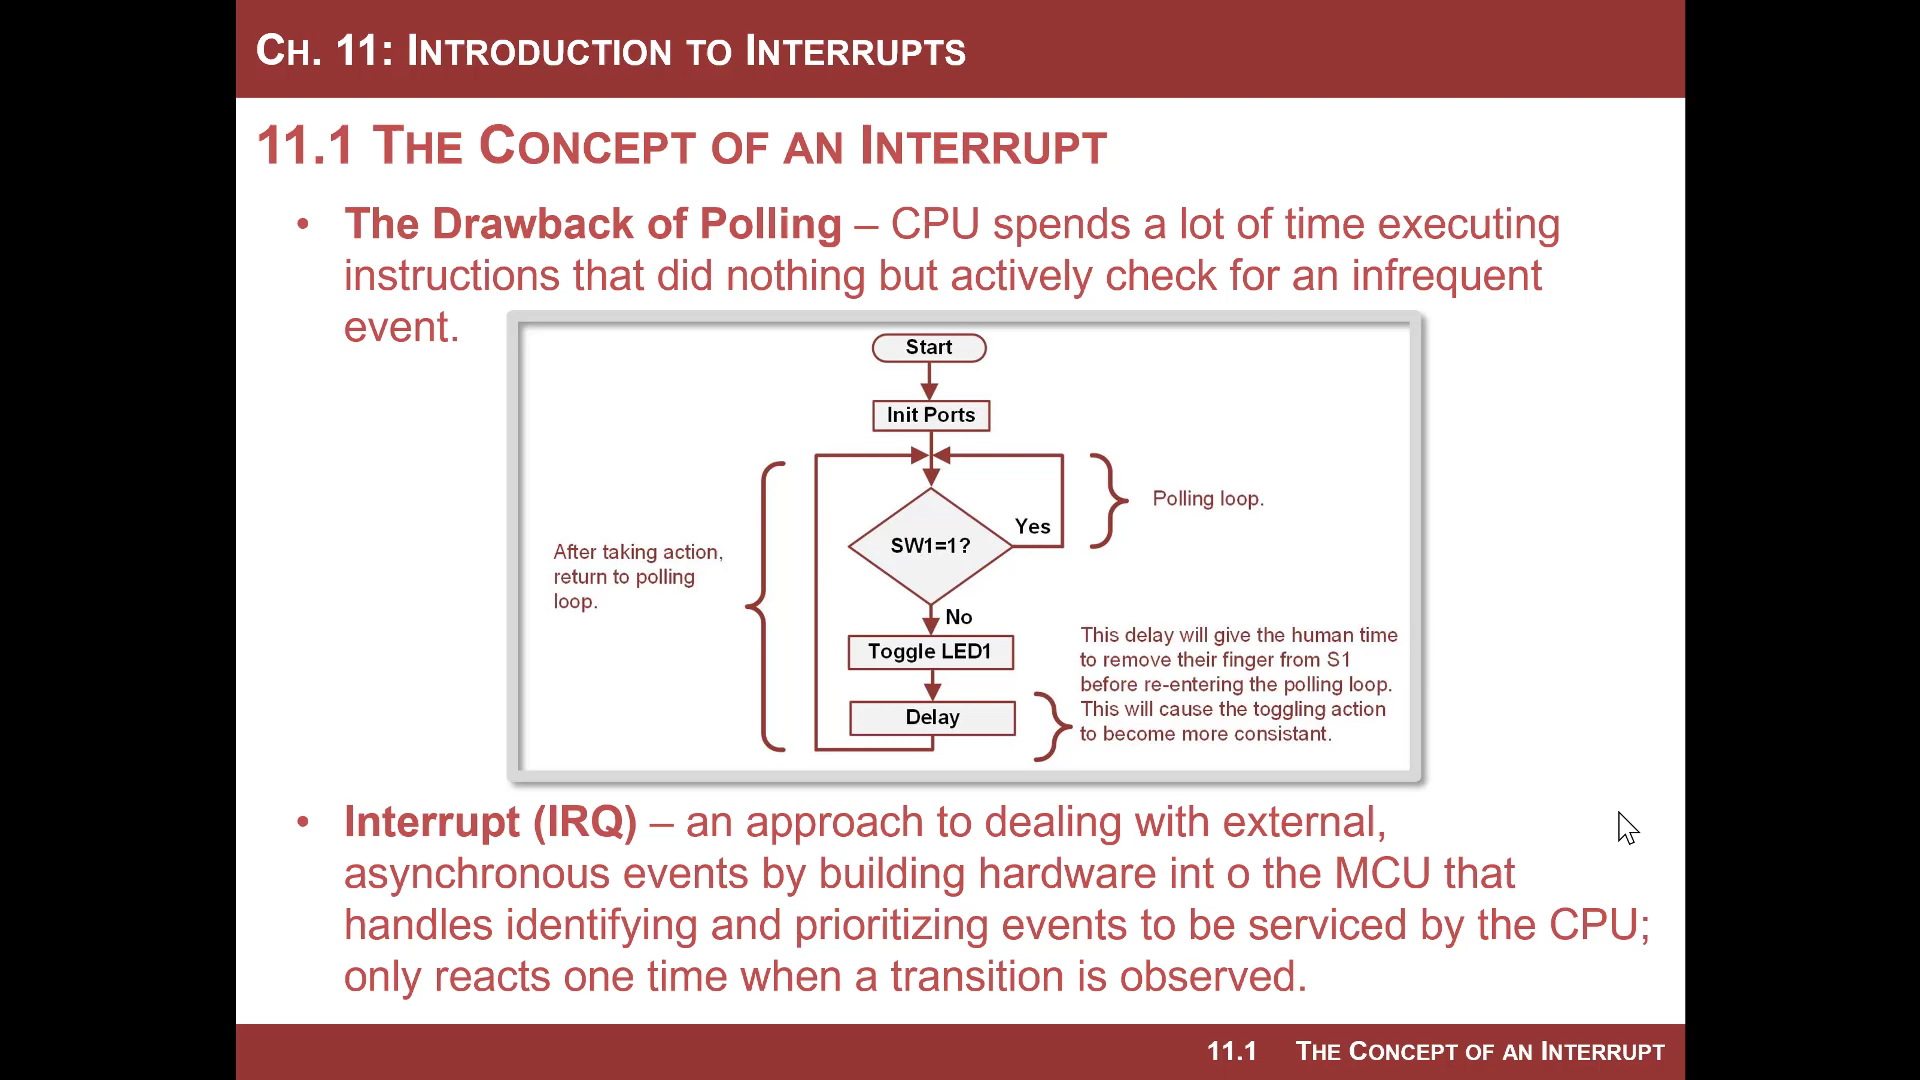 CH. 11: INTRODUCTION TO INTERRUPTS
11.1 THE CONCEPT OF AN INTERRUPT
• The Drawback of Polling – CPU spends a lot of time executing
instructions that did nothing but actively check for an infrequent
event.
Start
Init Ports
Polling loop.
Yes
SW1=1?
After taking action,
return to polling
loop.
No
Toggle LED1
Delay
This delay will give the human time
to remove their finger from S1
before re-entering the polling loop.
This will cause the toggling action
to become more consistant.
• Interrupt (IRQ) – an approach to dealing with external,
asynchronous events by building hardware int o the MCU that
handles identifying and prioritizing events to be serviced by the CPU;
only reacts one time when a transition is observed.
11.1 THE CONCEPT OF AN INTERRUPT